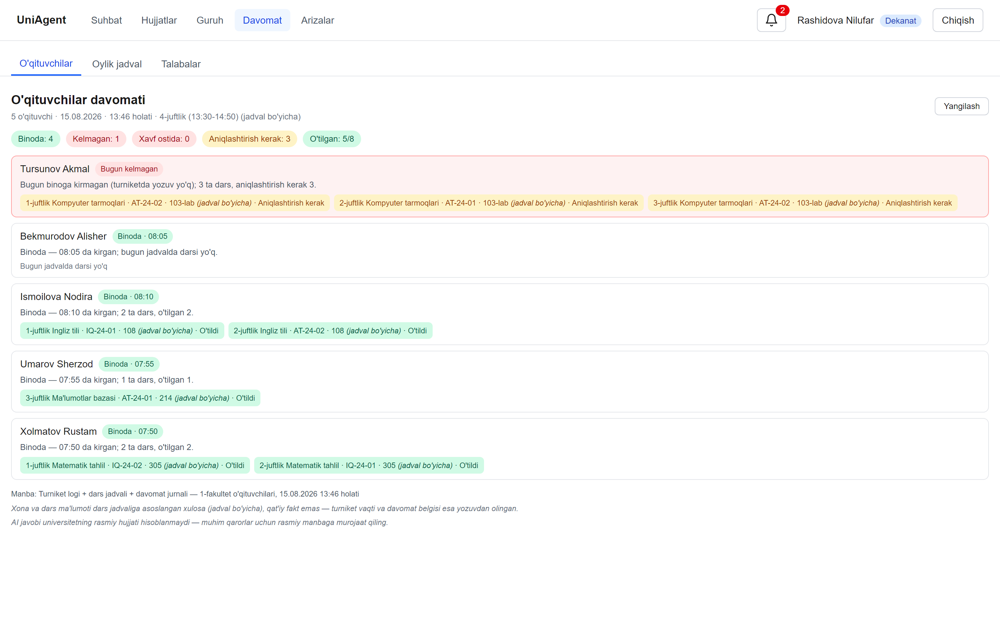 UniAgent Suhbat Hujjatlar Guruh Davomat Arizalar 2 Rashidova Nilufar Dekanat Chiqish
O'qituvchilar Oylik jadval Talabalar
O'qituvchilar davomati
Yangilash
5 o'qituvchi · 15.08.2026 · 13:46 holati · 4-juftlik (13:30-14:50) (jadval bo'yicha)
Binoda: 4 Kelmagan: 1 Xavf ostida: 0 Aniqlashtirish kerak: 3 O'tilgan: 5/8
Tursunov Akmal Bugun kelmagan
Bugun binoga kirmagan (turniketda yozuv yo'q); 3 ta dars, aniqlashtirish kerak 3.
1-juftlik Kompyuter tarmoqlari · AT-24-02 · 103-lab (jadval bo'yicha) · Aniqlashtirish kerak 2-juftlik Kompyuter tarmoqlari · AT-24-01 · 103-lab (jadval bo'yicha) · Aniqlashtirish kerak 3-juftlik Kompyuter tarmoqlari · AT-24-02 · 103-lab (jadval bo'yicha) · Aniqlashtirish kerak
Bekmurodov Alisher Binoda · 08:05
Binoda — 08:05 da kirgan; bugun jadvalda darsi yo'q.
Bugun jadvalda darsi yo'q
Ismoilova Nodira Binoda · 08:10
Binoda — 08:10 da kirgan; 2 ta dars, o'tilgan 2.
1-juftlik Ingliz tili · IQ-24-01 · 108 (jadval bo'yicha) · O'tildi 2-juftlik Ingliz tili · AT-24-02 · 108 (jadval bo'yicha) · O'tildi
Umarov Sherzod Binoda · 07:55
Binoda — 07:55 da kirgan; 1 ta dars, o'tilgan 1.
3-juftlik Ma'lumotlar bazasi · AT-24-01 · 214 (jadval bo'yicha) · O'tildi
Xolmatov Rustam Binoda · 07:50
Binoda — 07:50 da kirgan; 2 ta dars, o'tilgan 2.
1-juftlik Matematik tahlil · IQ-24-02 · 305 (jadval bo'yicha) · O'tildi 2-juftlik Matematik tahlil · IQ-24-01 · 305 (jadval bo'yicha) · O'tildi
Manba: Turniket logi + dars jadvali + davomat jurnali — 1-fakultet o'qituvchilari, 15.08.2026 13:46 holati
Xona va dars ma'lumoti dars jadvaliga asoslangan xulosa (jadval bo'yicha), qat'iy fakt emas — turniket vaqti va davomat belgisi esa yozuvdan olingan.
AI javobi universitetning rasmiy hujjati hisoblanmaydi — muhim qarorlar uchun rasmiy manbaga murojaat qiling.